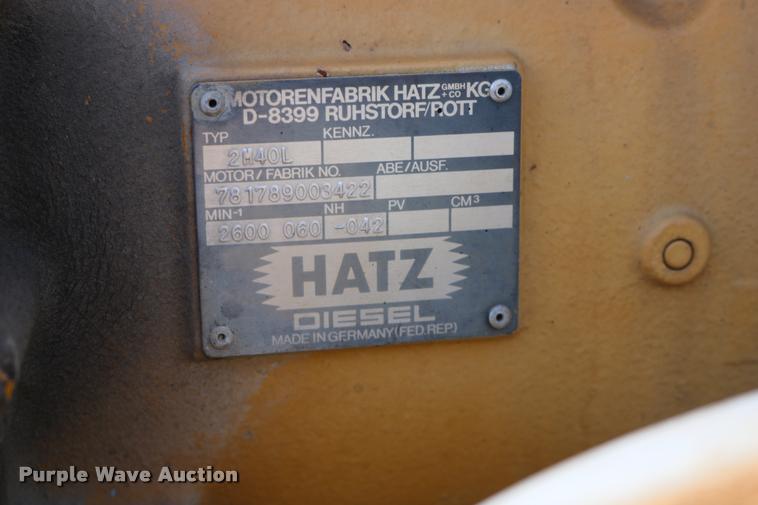 MOTORENFABRIK HATZ GMBH + CO KG
D-8399 RUHSTORF/ROTT
TYP KENNZ.
2M40L
MOTOR/FABRIK NO. ABE/AUSF.
781789003422
MIN-1 NH PV CM3
2600 060 -042
HATZ
DIESEL
MADE IN GERMANY (FED.REP.)
Purple Wave Auction